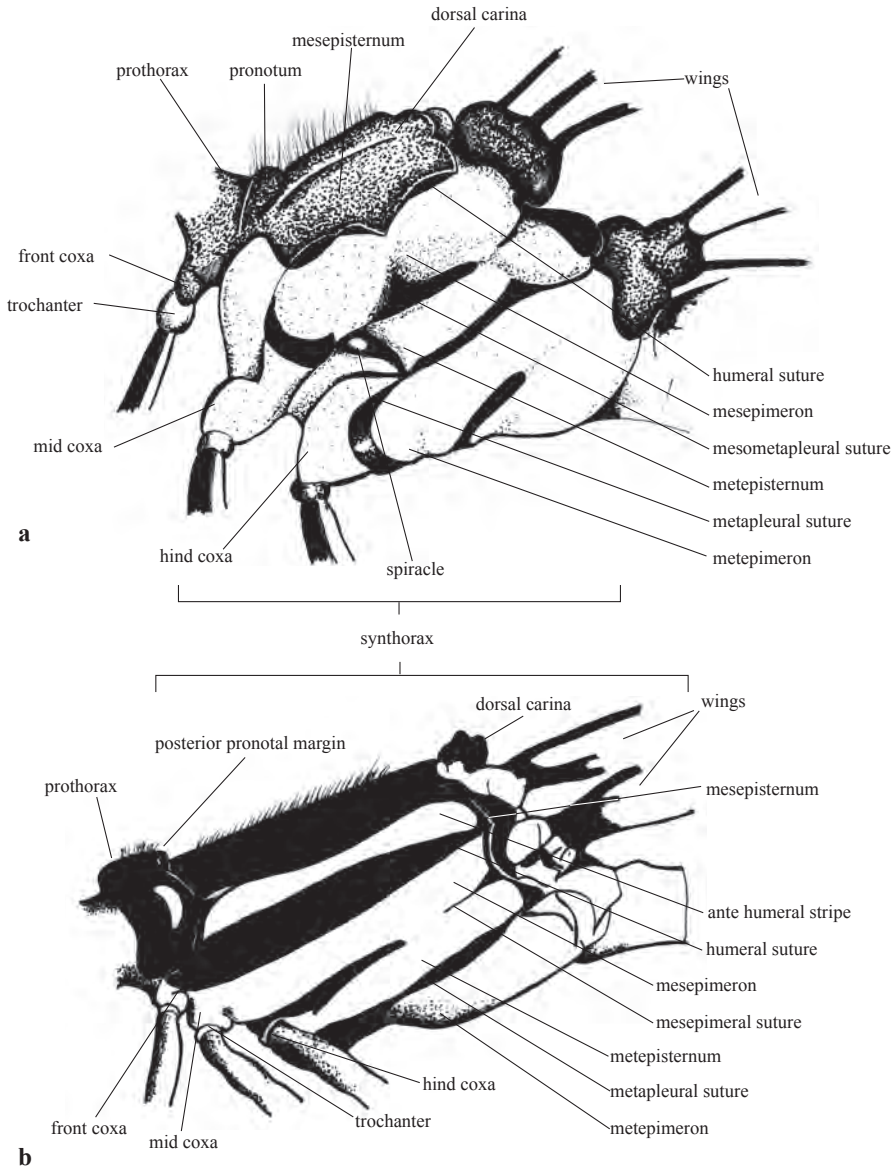 dorsal carina
mesepisternum
prothorax
pronotum
wings
front coxa
trochanter
humeral suture
mesepimeron
mid coxa
mesometapleural suture
metepisternum
metapleural suture
a
hind coxa
spiracle
metepimeron
synthorax
dorsal carina
wings
posterior pronotal margin
prothorax
mesepisternum
ante humeral stripe
humeral suture
mesepimeron
mesepimeral suture
metepisternum
hind coxa
metapleural suture
trochanter
front coxa
mid coxa
metepimeron
b